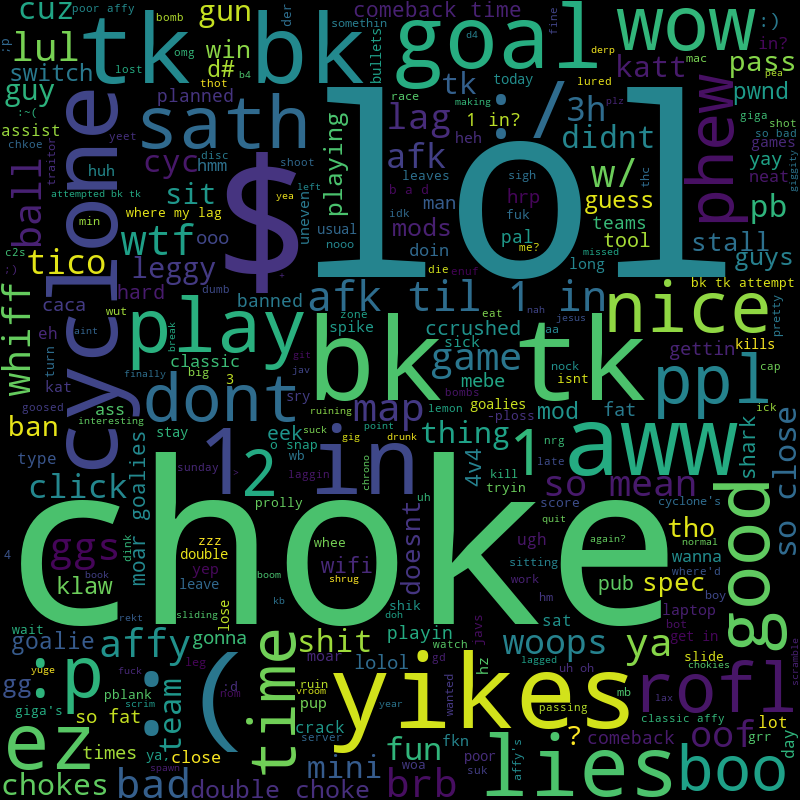 poor affy
bomb
der
somethin
comeback time
d4
fine
cuz
gun
goal
wow
:)
;p
tk
bk
omg
derp
in?
lul
win
bullets
lured
mac
pass
switch
lost
b4
thot
d#
tk
today
katt
pea
guy
planned
sath
race
making
:
/
3h
plz
giga
pwnd
:~(
yeet
$
lol
lag
1 in?
didnt
shot
assist
cyclone
disc
shoot
heh
phew
so bad
yay
games
chkoe
traitor
huh
hmm
cyc
playing
afk
leaves
sigh
w/
thc
neat
giggity
ball
attempted bk tk
sit
left
yea
b a d
hrp
guess
pb
min
where my lag
uneven
usual
idk
man
fuk
teams
wtf
ooo
nooo
mods
pal
me?
tool
stall
c2s
tico
doin
long
missed
guys
:)
leggy
+
die
enuf
hard
dumb
banned
afk til 1 in
nah
bk tk attempt
whiff
caca
wut
zone
eat
jesus
nice
pretty
eh
play
spike
ccrushed
aa
kills
turn
aint
classic
break
bk
sick
tk
gettin
kat
finally
big
git
game
nock
ppl
cap
goosed
ass
3
jav
mebe
bombs
isnt
dont
sry
map
lemon
goalies
ick
ban
interesting
ruining
-ploss
mod
fat
type
stay
eek
suck
gig
point
drunk
thing
1
aww
shark
so close
moar goalies
o snap
wb
chrono
nrg
late
click
sunday
>
1
2
laggin
in
4v4
kill
tryin
so mean
choke
prolly
uh
score
cyclone's
quit
4
dink
zzz
whee
doesnt
ugh
again?
tho
normal
good
ggs
double
wifi
sitting
wanna
where'd
book
yep
boom
shrug
work
pub
spec
boy
klaw
leave
kb
shik
hm
laptop
rekt
sliding
lose
doh
javs
sat
bot
wait
goalie
affy
gonna
time
shit
playin
watch
woops
ya
get in
scramble
gg
:p
team
leg
moar
lolol
gd
hz
uh oh
slide
chokies
yuge
fuck
:(
;d
nom
ruin
vroom
year
wanted
lagged
yikes
mb
lax
rofl
giga's
pblank
scrim
pup
passing
classic affy
so fat
crack
lot
ez
times
ya,
close
server
fun
fkn
affy's
?
comeback
oof
grr
day
spawn
mini
woa
poor
lies
boo
chokes
bad
double choke
brb
suk